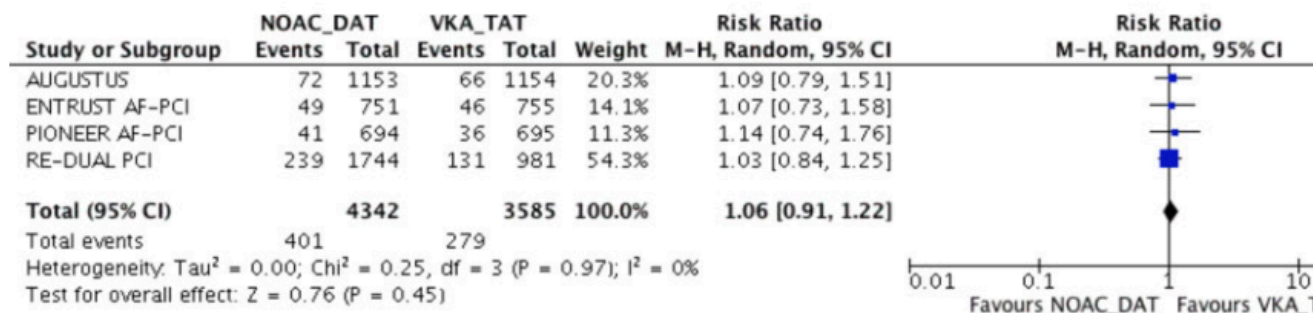 NOAC_DAT VKA_TAT Risk Ratio Risk Ratio
Study or Subgroup Events Total Events Total Weight M-H, Random, 95% CI M-H, Random, 95% CI
AUGUSTUS 72 1153 66 1154 20.3% 1.09 [0.79, 1.51]
ENTRUST AF-PCI 49 751 46 755 14.1% 1.07 [0.73, 1.58]
PIONEER AF-PCI 41 694 36 695 11.3% 1.14 [0.74, 1.76]
RE-DUAL PCI 239 1744 131 981 54.3% 1.03 [0.84, 1.25]
Total (95% CI) 4342 3585 100.0% 1.06 [0.91, 1.22]
Total events 401 279
Heterogeneity: Tau² = 0.00; Chi² = 0.25, df = 3 (P = 0.97); I² = 0%
Test for overall effect: Z = 0.76 (P = 0.45)
0.01 0.1 1 10
Favours NOAC_DAT Favours VKA_T